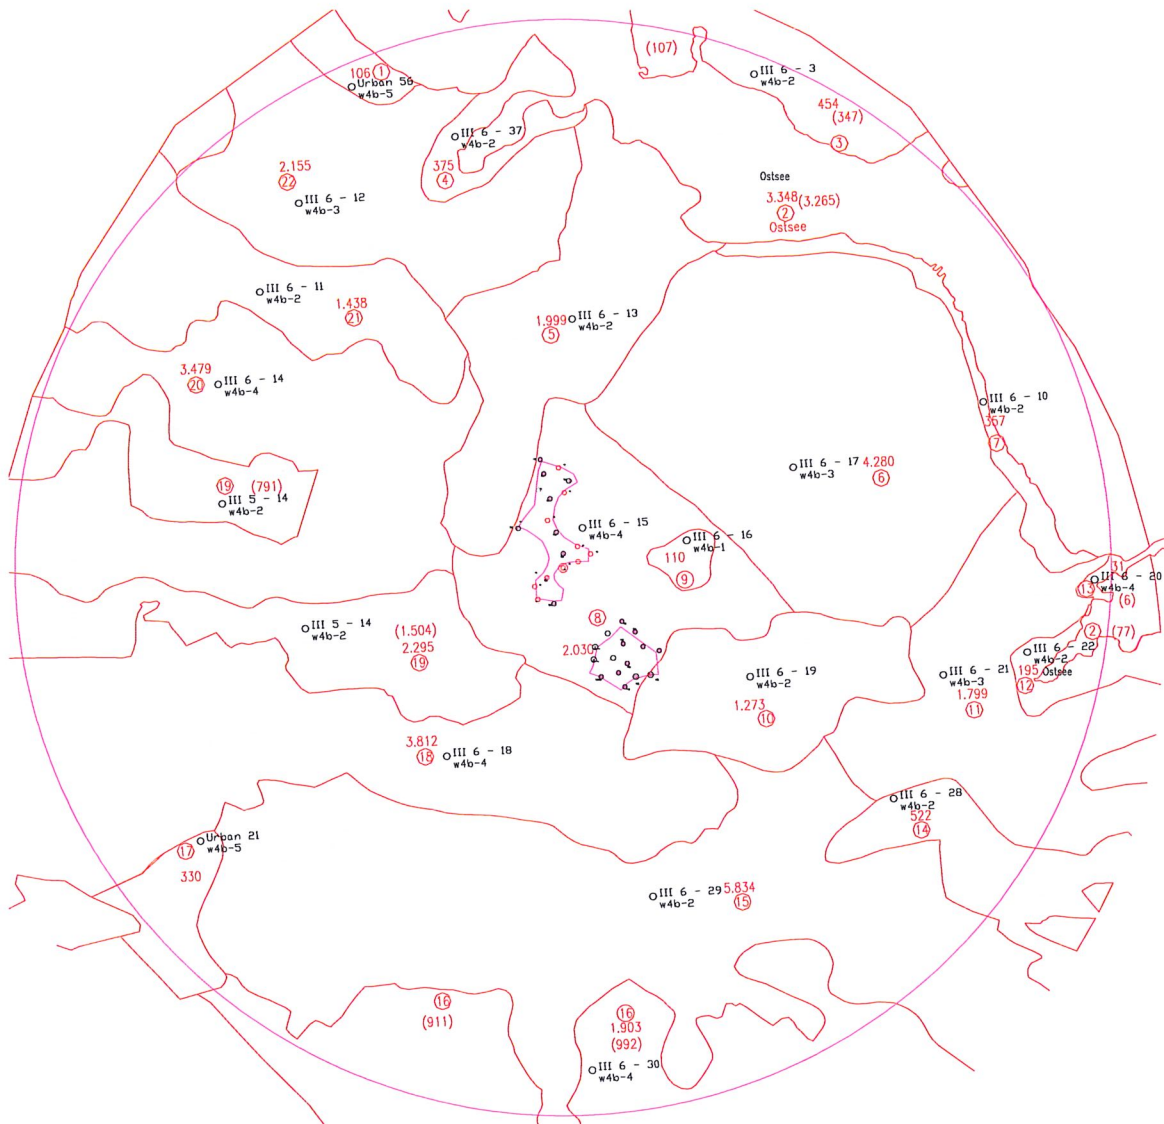 (107)
III 6 - 3
w4b-2
106 1
Urban 56
w4b-5
454
(347)
3
III 6 - 37
w4b-2
375
4
2.155
22
III 6 - 12
w4b-3
Ostsee
3.348 (3.265)
2
Ostsee
III 6 - 11
w4b-2
1.438
21
1.999
5
III 6 - 13
w4b-2
3.479
20
III 6 - 14
w4b-4
III 6 - 10
w4b-2
357
7
III 6 - 17
w4b-3
4.280
6
19 (791)
III 5 - 14
w4b-2
III 6 - 15
w4b-4
III 6 - 16
w4b-1
110
9
31
III 6 - 20
w4b-4
13
(6)
8
2.030
III 5 - 14
w4b-2
(1.504)
2.295
19
2 (77)
III 6 - 22
w4b-2
195
Ostsee
12
III 6 - 19
w4b-2
1.273
10
III 6 - 21
w4b-3
1.799
11
3.812
18
III 6 - 18
w4b-4
III 6 - 28
w4b-2
522
14
Urban 21
w4b-5
17
330
III 6 - 29
w4b-2
5.834
15
16
(911)
16
1.903
(992)
III 6 - 30
w4b-4